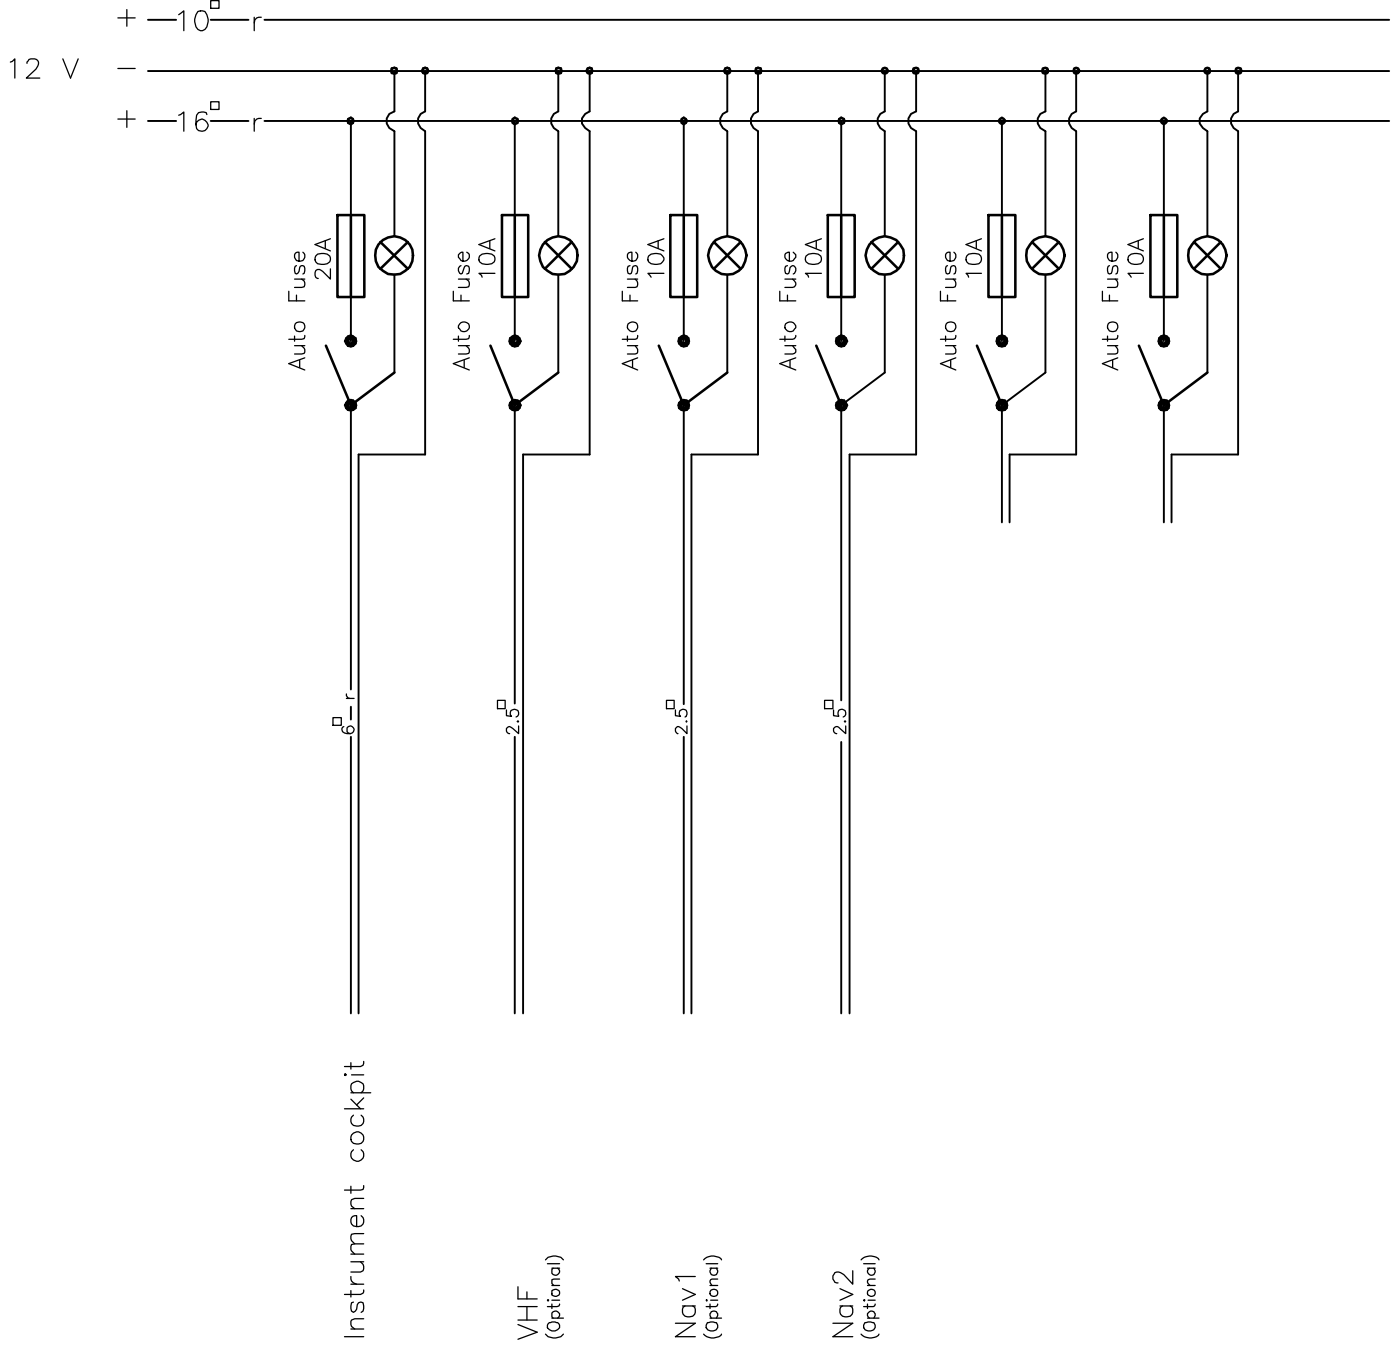 + 10□ r
12 V −
+ 16□ r
Auto Fuse
20A
Auto Fuse
10A
Auto Fuse
10A
Auto Fuse
10A
Auto Fuse
10A
Auto Fuse
10A
6□ r
2.5□
2.5□
2.5□
Instrument cockpit
VHF
(Optional)
Nav1
(Optional)
Nav2
(Optional)